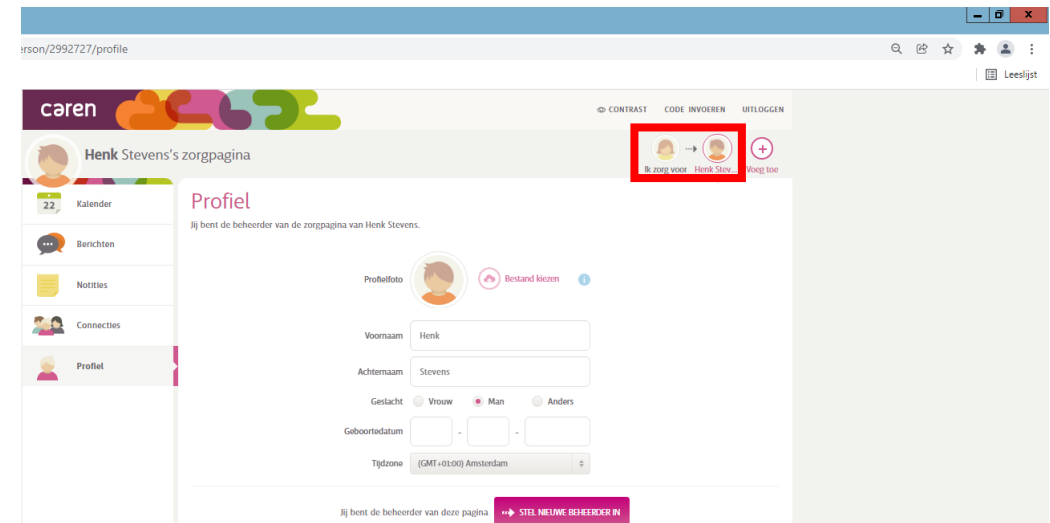 erson/2992727/profile
Leeslijst
caren
CONTRAST CODE INVOEREN UITLOGGEN
Henk Stevens's zorgpagina
Ik zorg voor Henk Stev... Voeg toe
22 Kalender
Berichten
Notities
Connecties
Profiel
Profiel
Jij bent de beheerder van de zorgpagina van Henk Stevens.
Profielfoto Bestand kiezen i
Voornaam Henk
Achternaam Stevens
Geslacht Vrouw Man Anders
Geboortedatum - -
Tijdzone (GMT+01:00) Amsterdam
Jij bent de beheerder van deze pagina STEL NIEUWE BEHEERDER IN